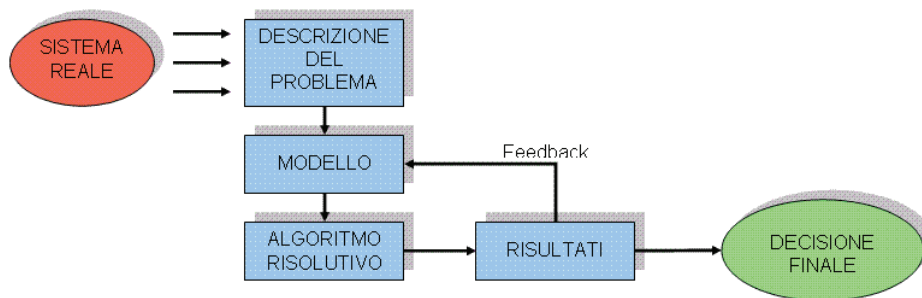 SISTEMA
REALE
DESCRIZIONE
DEL
PROBLEMA
MODELLO
Feedback
ALGORITMO
RISOLUTIVO
RISULTATI
DECISIONE
FINALE